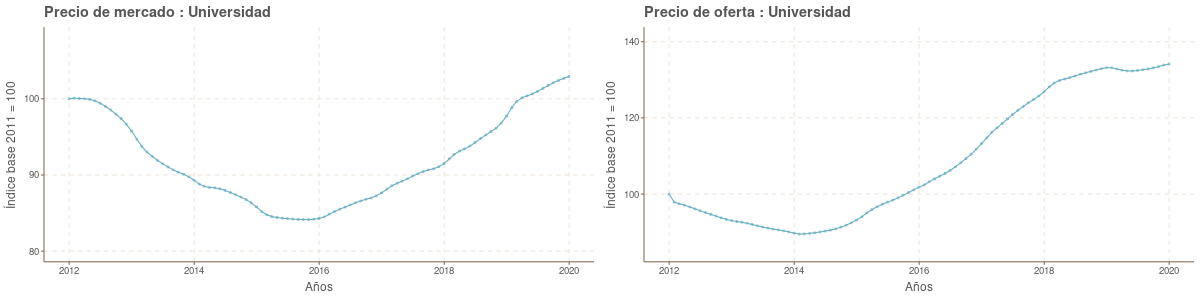 Precio de mercado : Universidad
Índice base 2011 = 100
100
90
80
2012
2014
2016
2018
2020
Años
Precio de oferta : Universidad
Índice base 2011 = 100
140
120
100
2012
2014
2016
2018
2020
Años